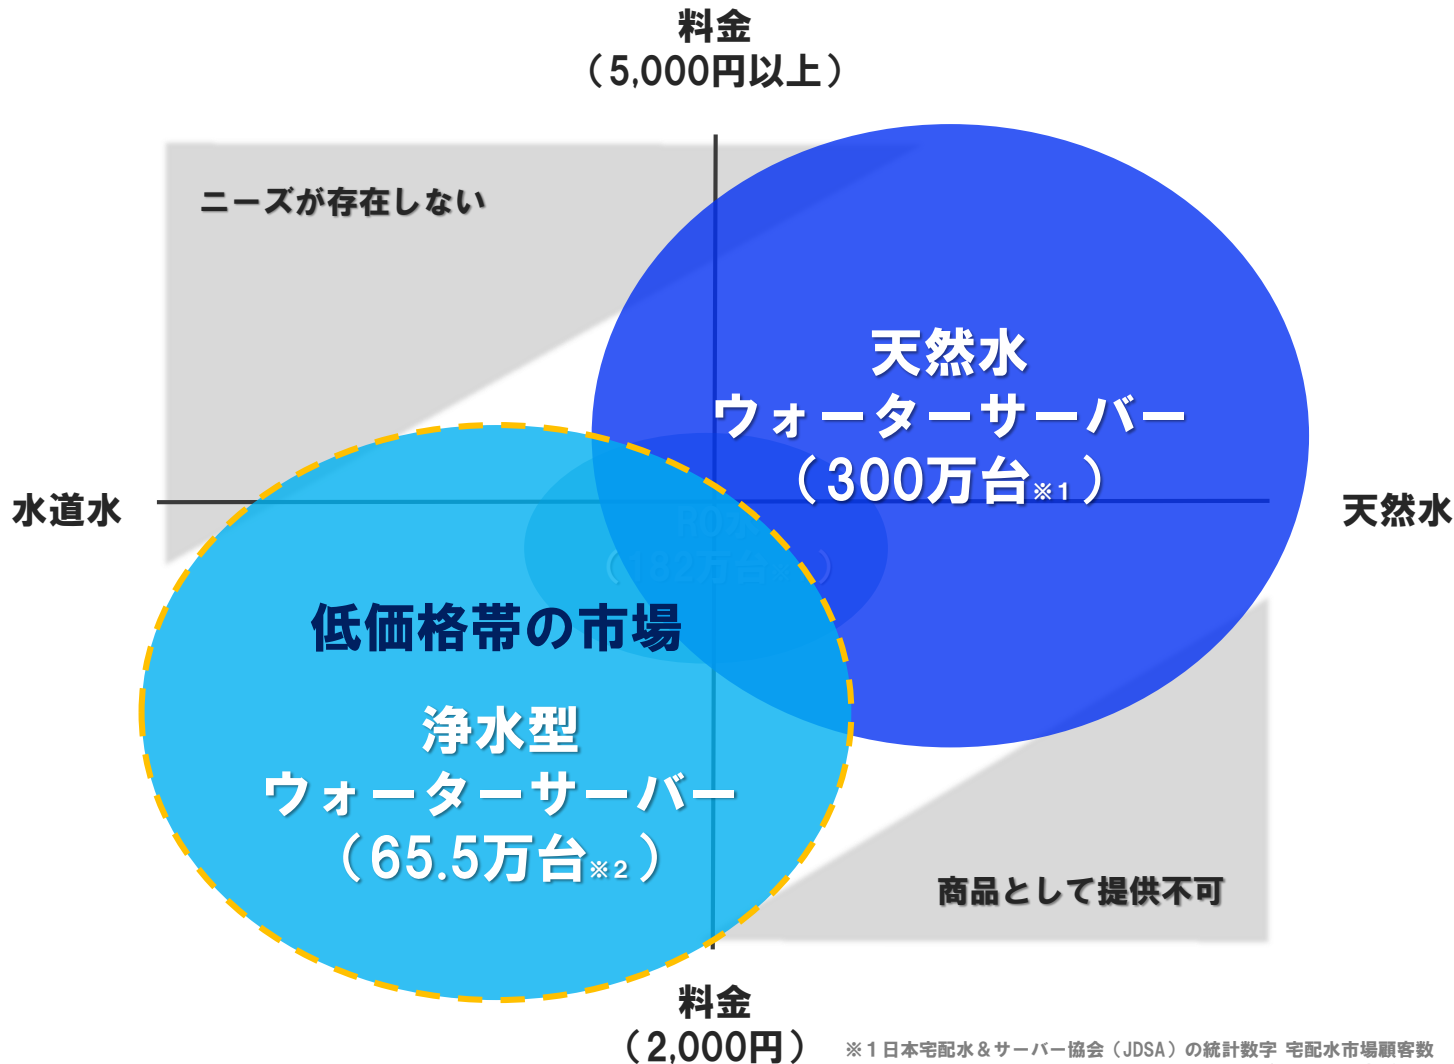 料金
（5,000円以上）
ニーズが存在しない
天然水
ウォーターサーバー
（300万台※1）
水道水
天然水
（182万台
低価格帯の市場
浄水型
ウォーターサーバー
（65.5万台※2）
商品として提供不可
料金
（2,000円）
※１日本宅配水＆サーバー協会（JDSA）の統計数字 宅配水市場顧客数